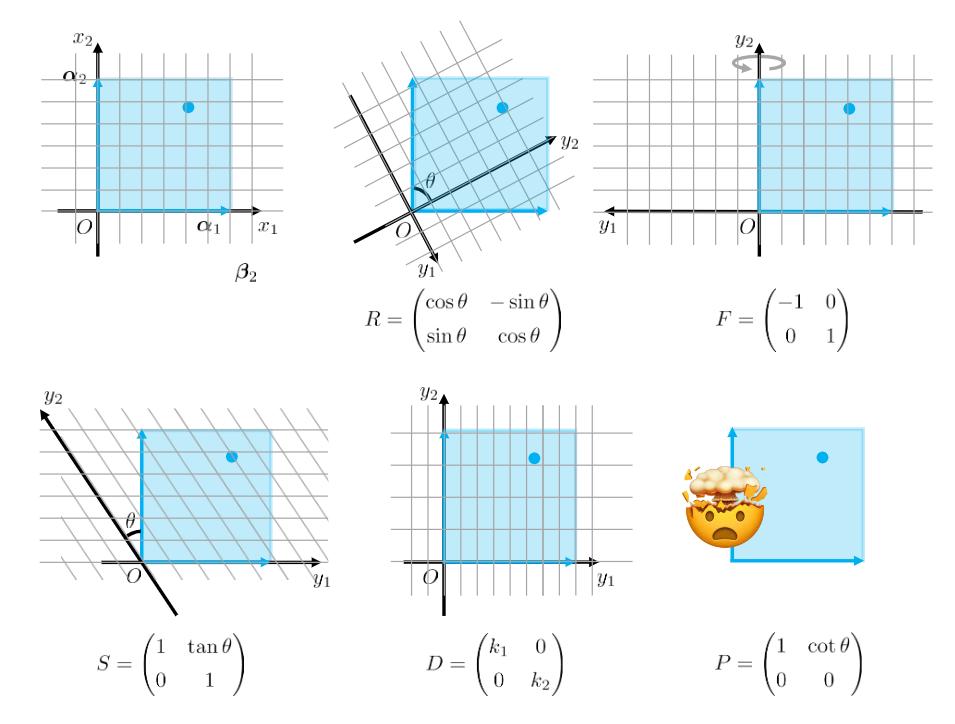 x₂
α₂
O
α₁
x₁
β₂
θ
y₂
O
y₁
R = (cos θ − sin θ
sin θ cos θ)
y₂
y₁
O
F = (−1 0
0 1)
y₂
θ
O
y₁
S = (1 tan θ
0 1)
y₂
O
y₁
D = (k₁ 0
0 k₂)
P = (1 cot θ
0 0)